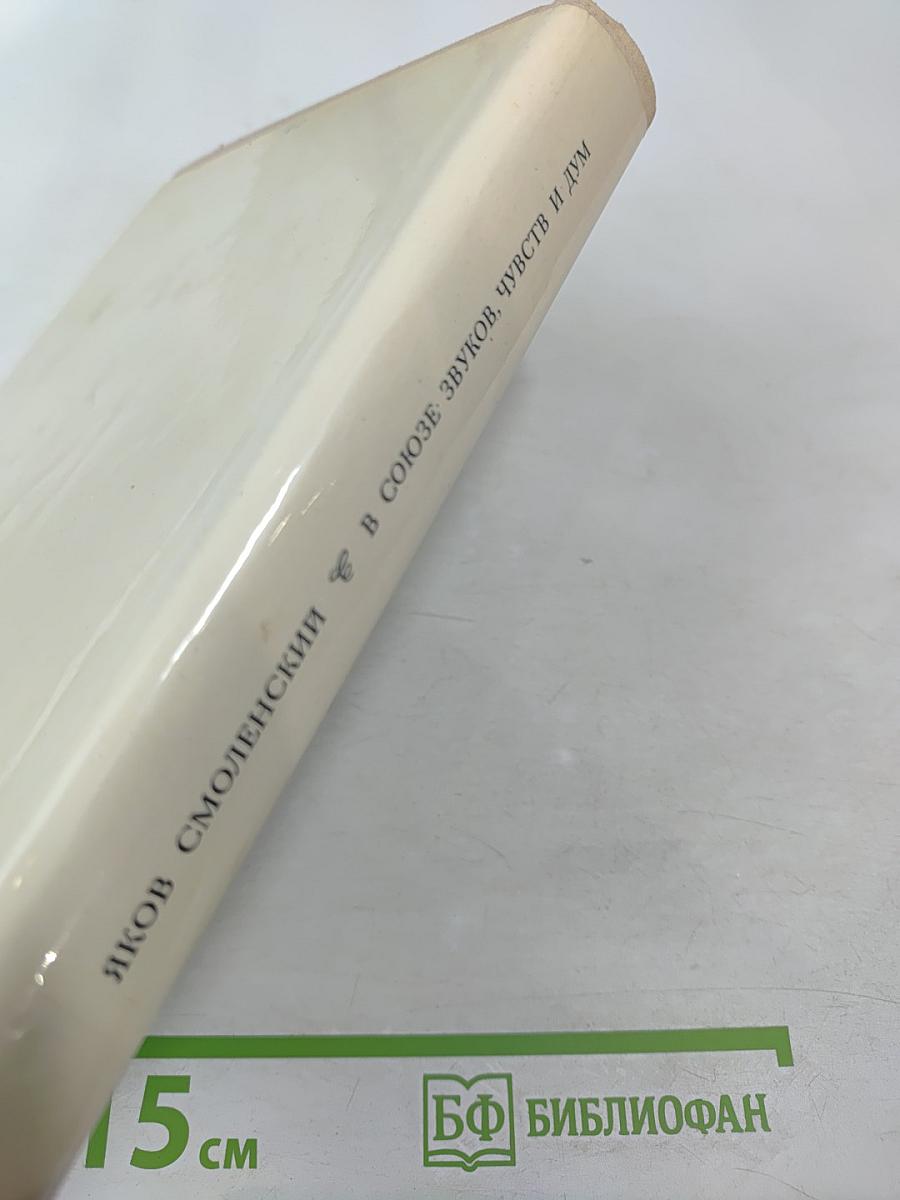 ЯКОВ СМОЛЕНСКИЙ В СОЮЗЕ ЗВУКОВ, ЧУВСТВ И ДУМ
15 СМ
БФ БИБЛИОФАН